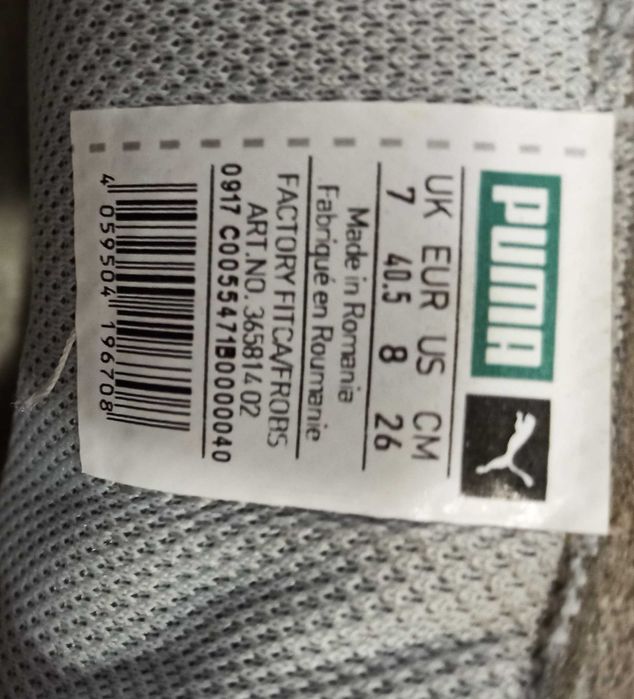 PUMA
UK EUR US CM
7 40.5 8 26
Made in Romania
Fabriqué en Roumanie
FACTORY FITCA/FROBS
ART.NO. 365814 02
0917 C0055471B0000040
4 059504 196708